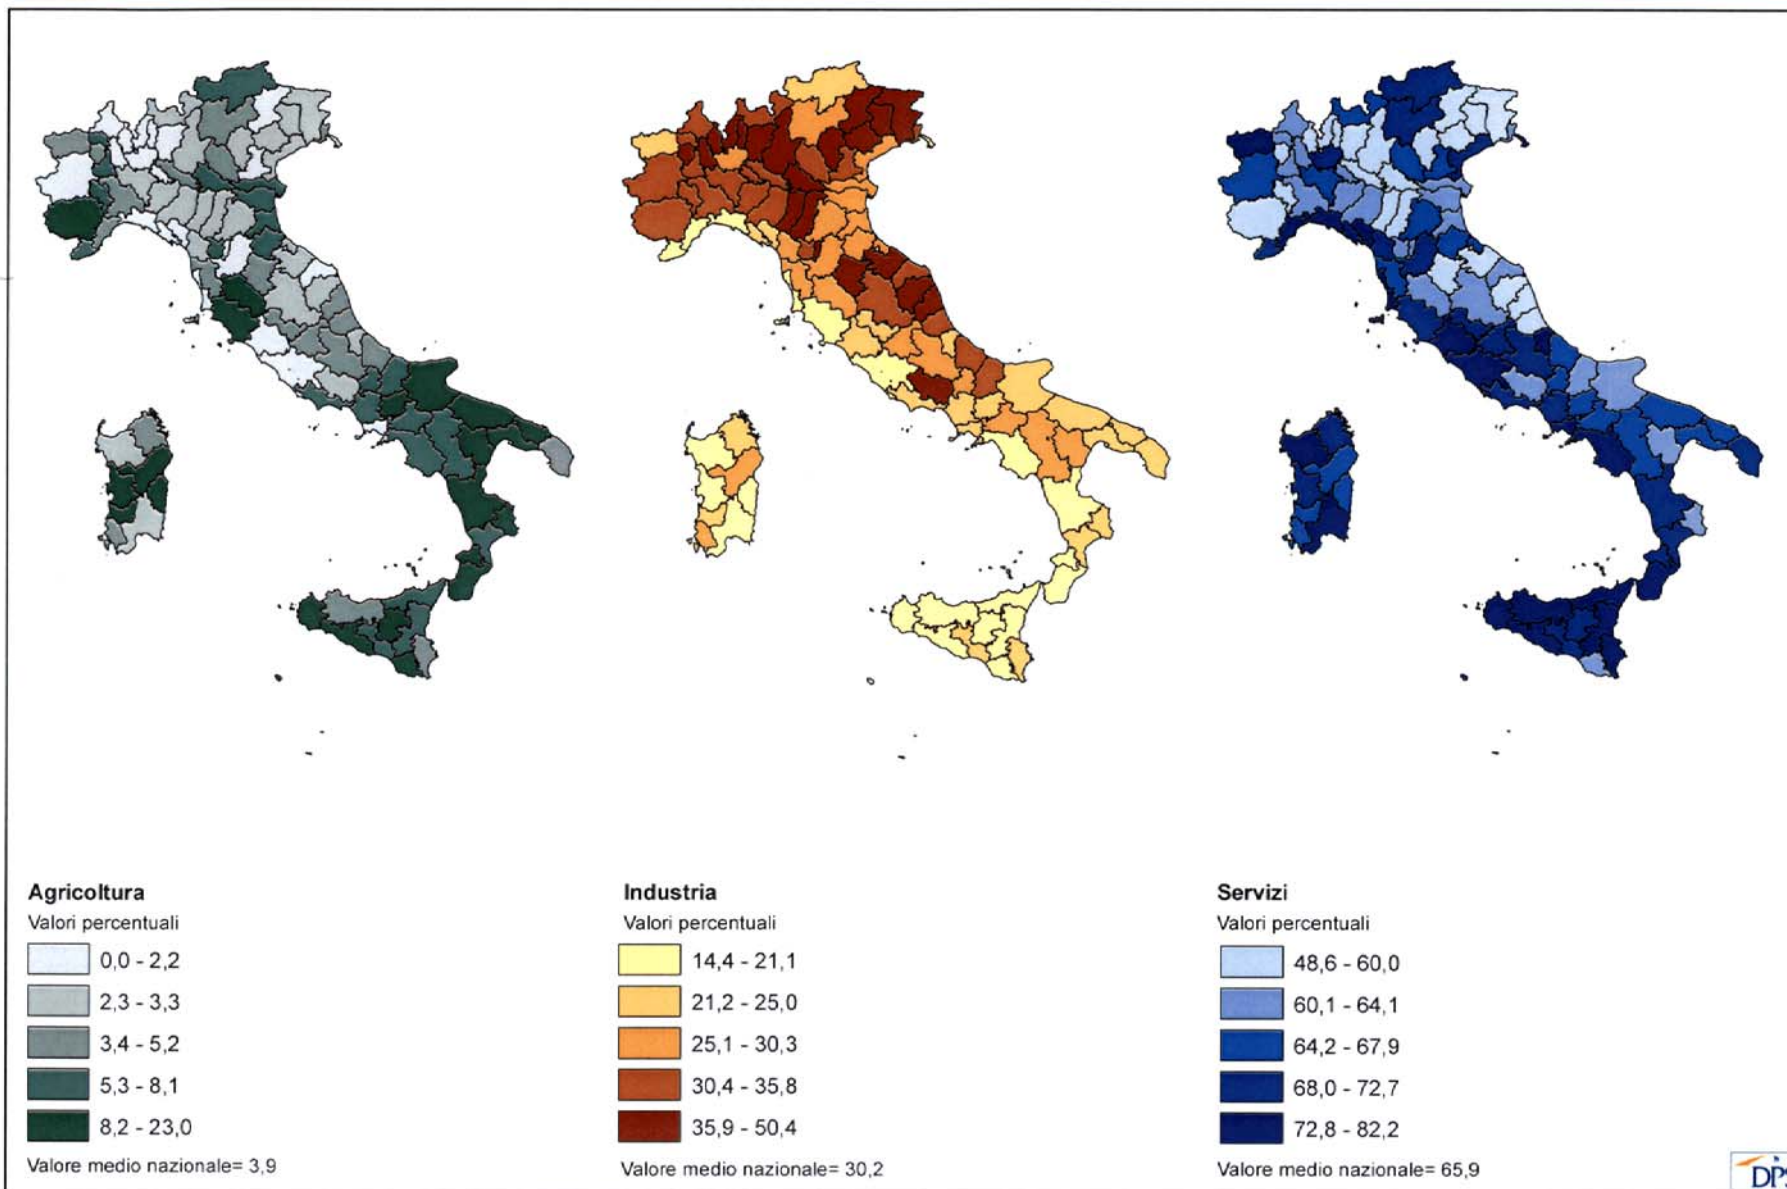 Agricoltura
Valori percentuali
0,0 - 2,2
2,3 - 3,3
3,4 - 5,2
5,3 - 8,1
8,2 - 23,0
Valore medio nazionale= 3,9
Industria
Valori percentuali
14,4 - 21,1
21,2 - 25,0
25,1 - 30,3
30,4 - 35,8
35,9 - 50,4
Valore medio nazionale= 30,2
Servizi
Valori percentuali
48,6 - 60,0
60,1 - 64,1
64,2 - 67,9
68,0 - 72,7
72,8 - 82,2
Valore medio nazionale= 65,9
DPS